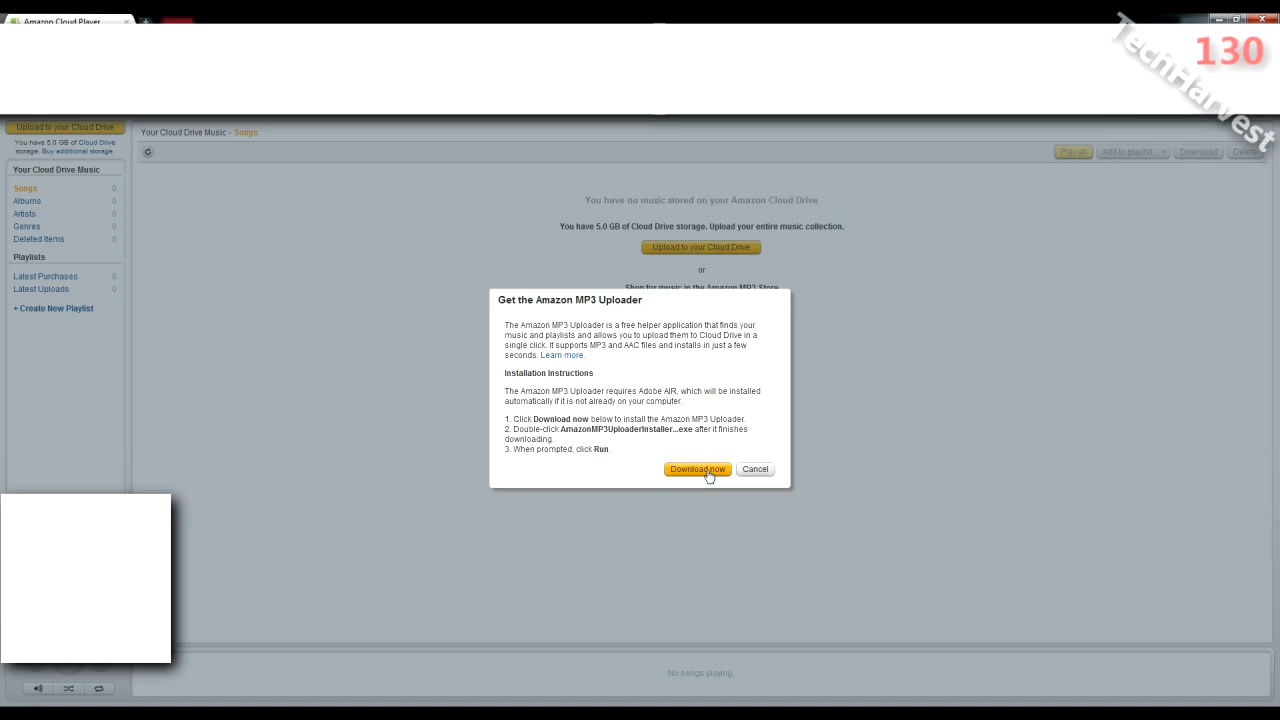 Amazon Cloud Player
130
TechHarvest
Upload to your Cloud Drive
You have 5.0 GB of Cloud Drive
storage. Buy additional storage.
Your Cloud Drive Music
Songs 0
Albums 0
Artists 0
Genres 0
Deleted Items 0
Playlists
Latest Purchases 0
Latest Uploads 0
+ Create New Playlist
Your Cloud Drive Music - Songs
Play all Add to playlist Download Delete
You have no music stored on your Amazon Cloud Drive
You have 5.0 GB of Cloud Drive storage. Upload your entire music collection.
Upload to your Cloud Drive
or
Shop for music in the Amazon MP3 Store
Get the Amazon MP3 Uploader
The Amazon MP3 Uploader is a free helper application that finds your
music and playlists and allows you to upload them to Cloud Drive in a
single click. It supports MP3 and AAC files and installs in just a few
seconds. Learn more.
Installation Instructions
The Amazon MP3 Uploader requires Adobe AIR, which will be installed
automatically if it is not already on your computer.
1. Click Download now below to install the Amazon MP3 Uploader.
2. Double-click AmazonMP3UploaderInstaller...exe after it finishes
downloading.
3. When prompted, click Run.
Download now Cancel
No songs playing